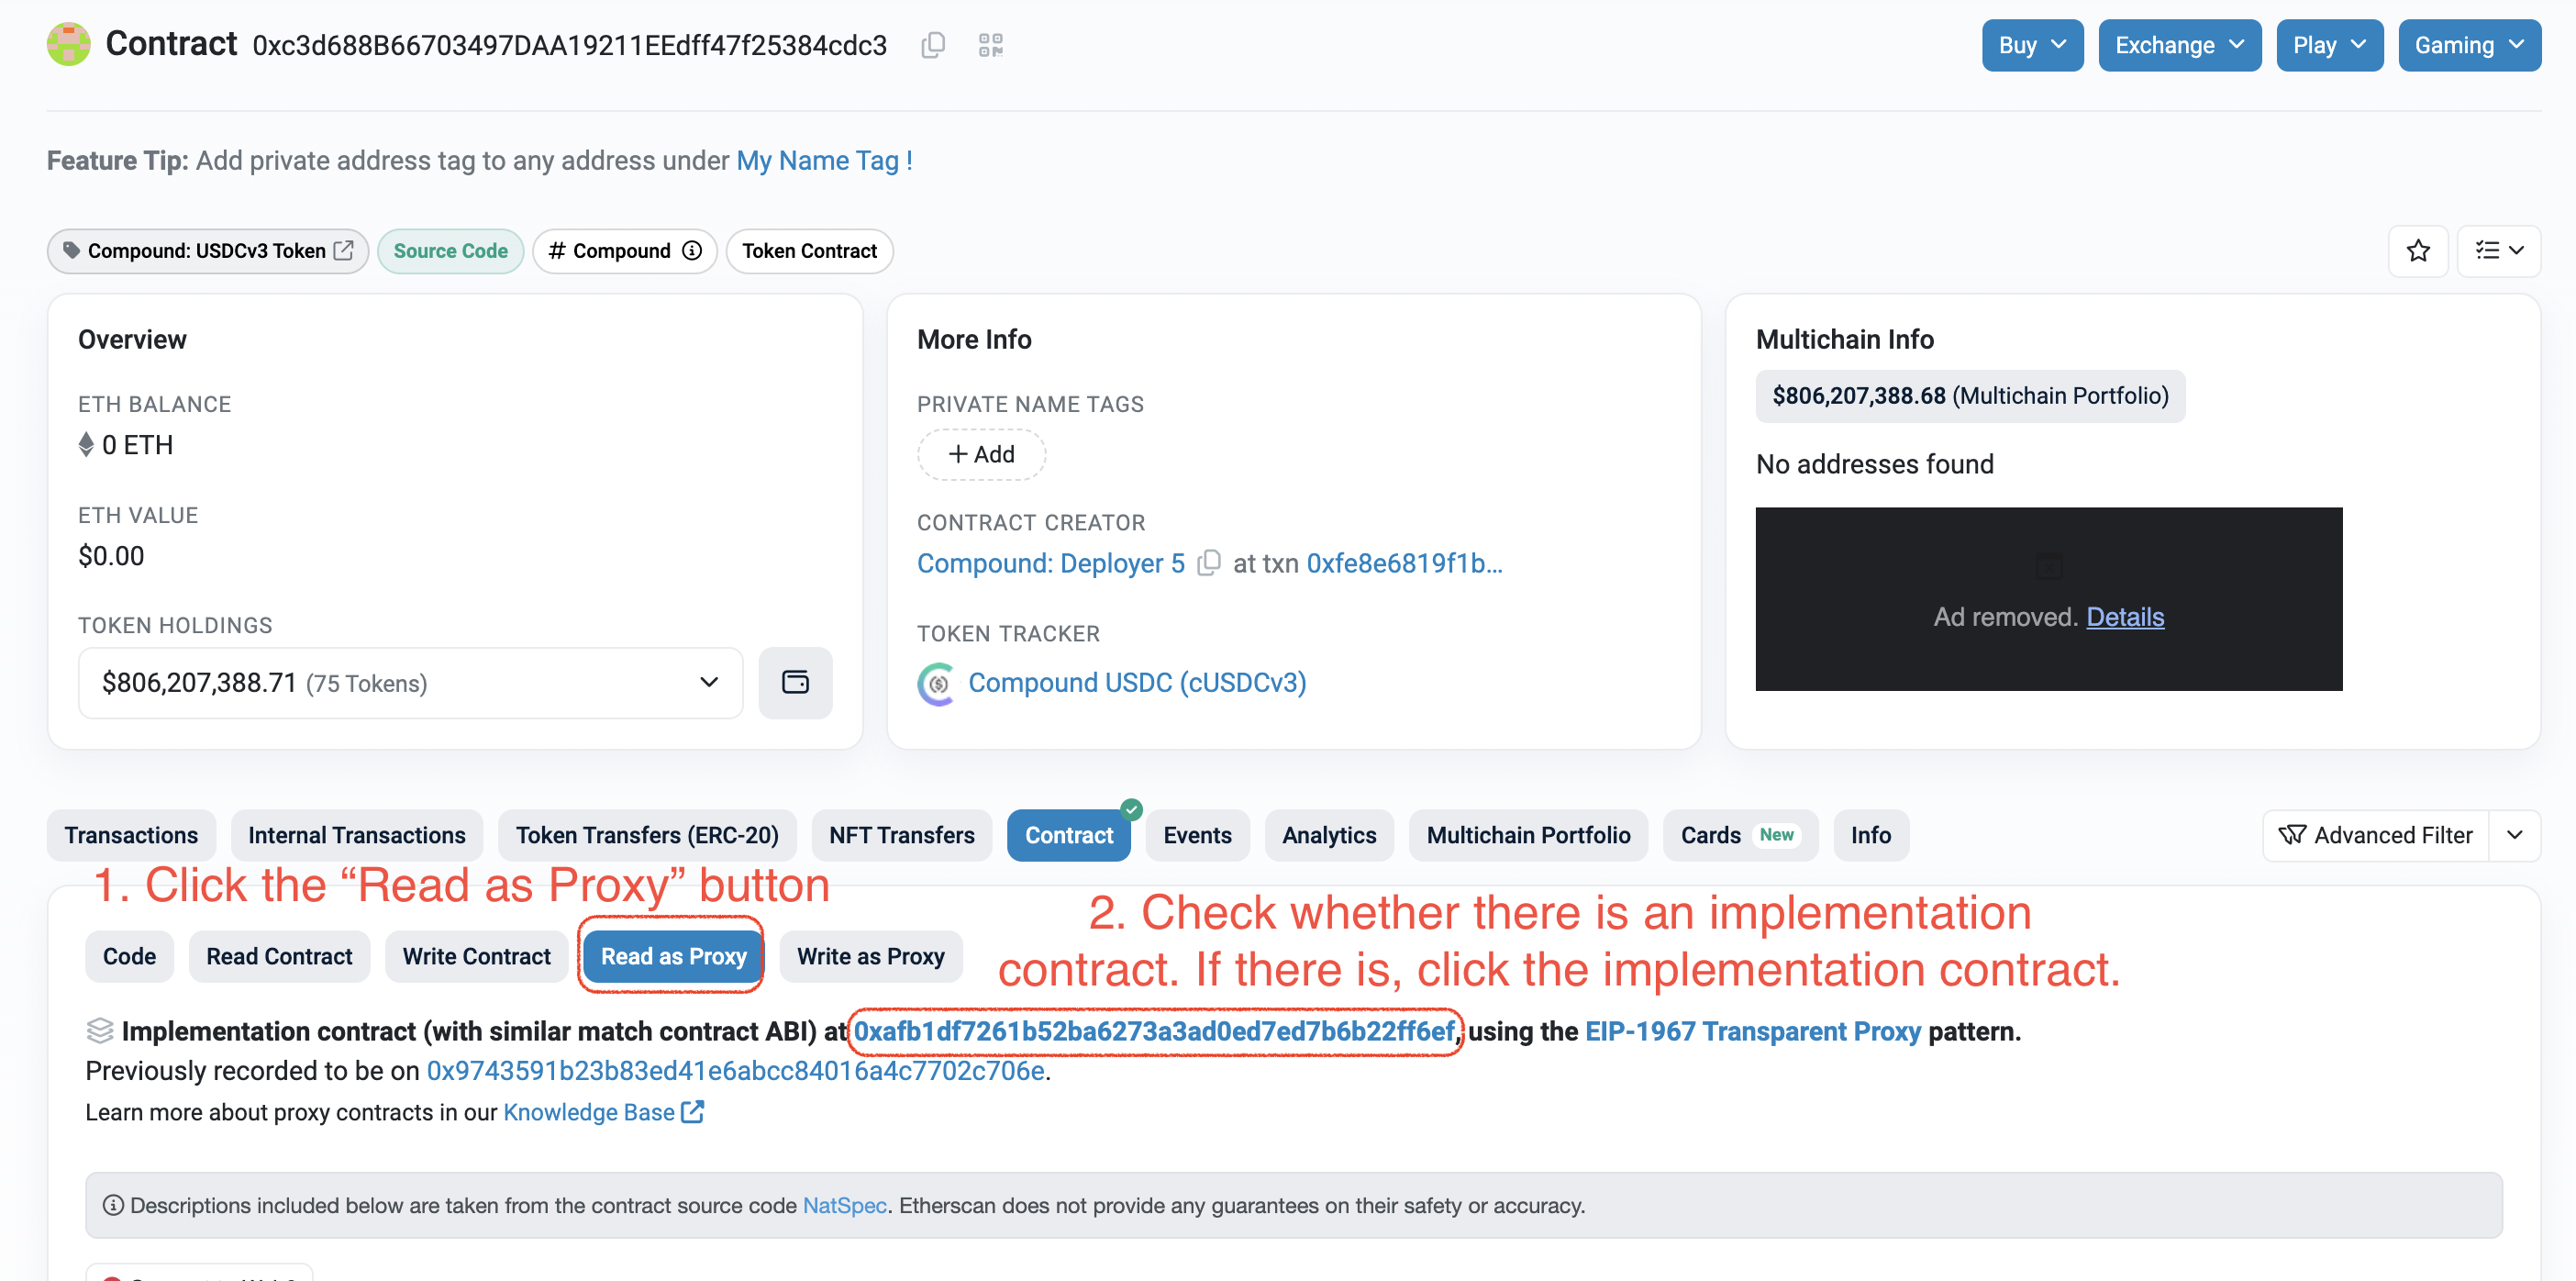 Contract 0xc3d688B66703497DAA19211EEdff47f25384cdc3
Buy Exchange Play Gaming
Feature Tip: Add private address tag to any address under My Name Tag !
Compound: USDCv3 Token Source Code # Compound Token Contract
Overview
ETH BALANCE
0 ETH
ETH VALUE
$0.00
TOKEN HOLDINGS
$806,207,388.71 (75 Tokens)
More Info
PRIVATE NAME TAGS
+ Add
CONTRACT CREATOR
Compound: Deployer 5 at txn 0xfe8e6819f1b...
TOKEN TRACKER
Compound USDC (cUSDCv3)
Multichain Info
$806,207,388.68 (Multichain Portfolio)
No addresses found
Ad removed. Details
Transactions Internal Transactions Token Transfers (ERC-20) NFT Transfers Contract Events Analytics Multichain Portfolio Cards New Info Advanced Filter
1. Click the “Read as Proxy” button
2. Check whether there is an implementation
contract. If there is, click the implementation contract.
Code Read Contract Write Contract Read as Proxy Write as Proxy
Implementation contract (with similar match contract ABI) at 0xafb1df7261b52ba6273a3ad0ed7ed7b6b22ff6ef, using the EIP-1967 Transparent Proxy pattern.
Previously recorded to be on 0x9743591b23b83ed41e6abcc84016a4c7702c706e.
Learn more about proxy contracts in our Knowledge Base
Descriptions included below are taken from the contract source code NatSpec. Etherscan does not provide any guarantees on their safety or accuracy.